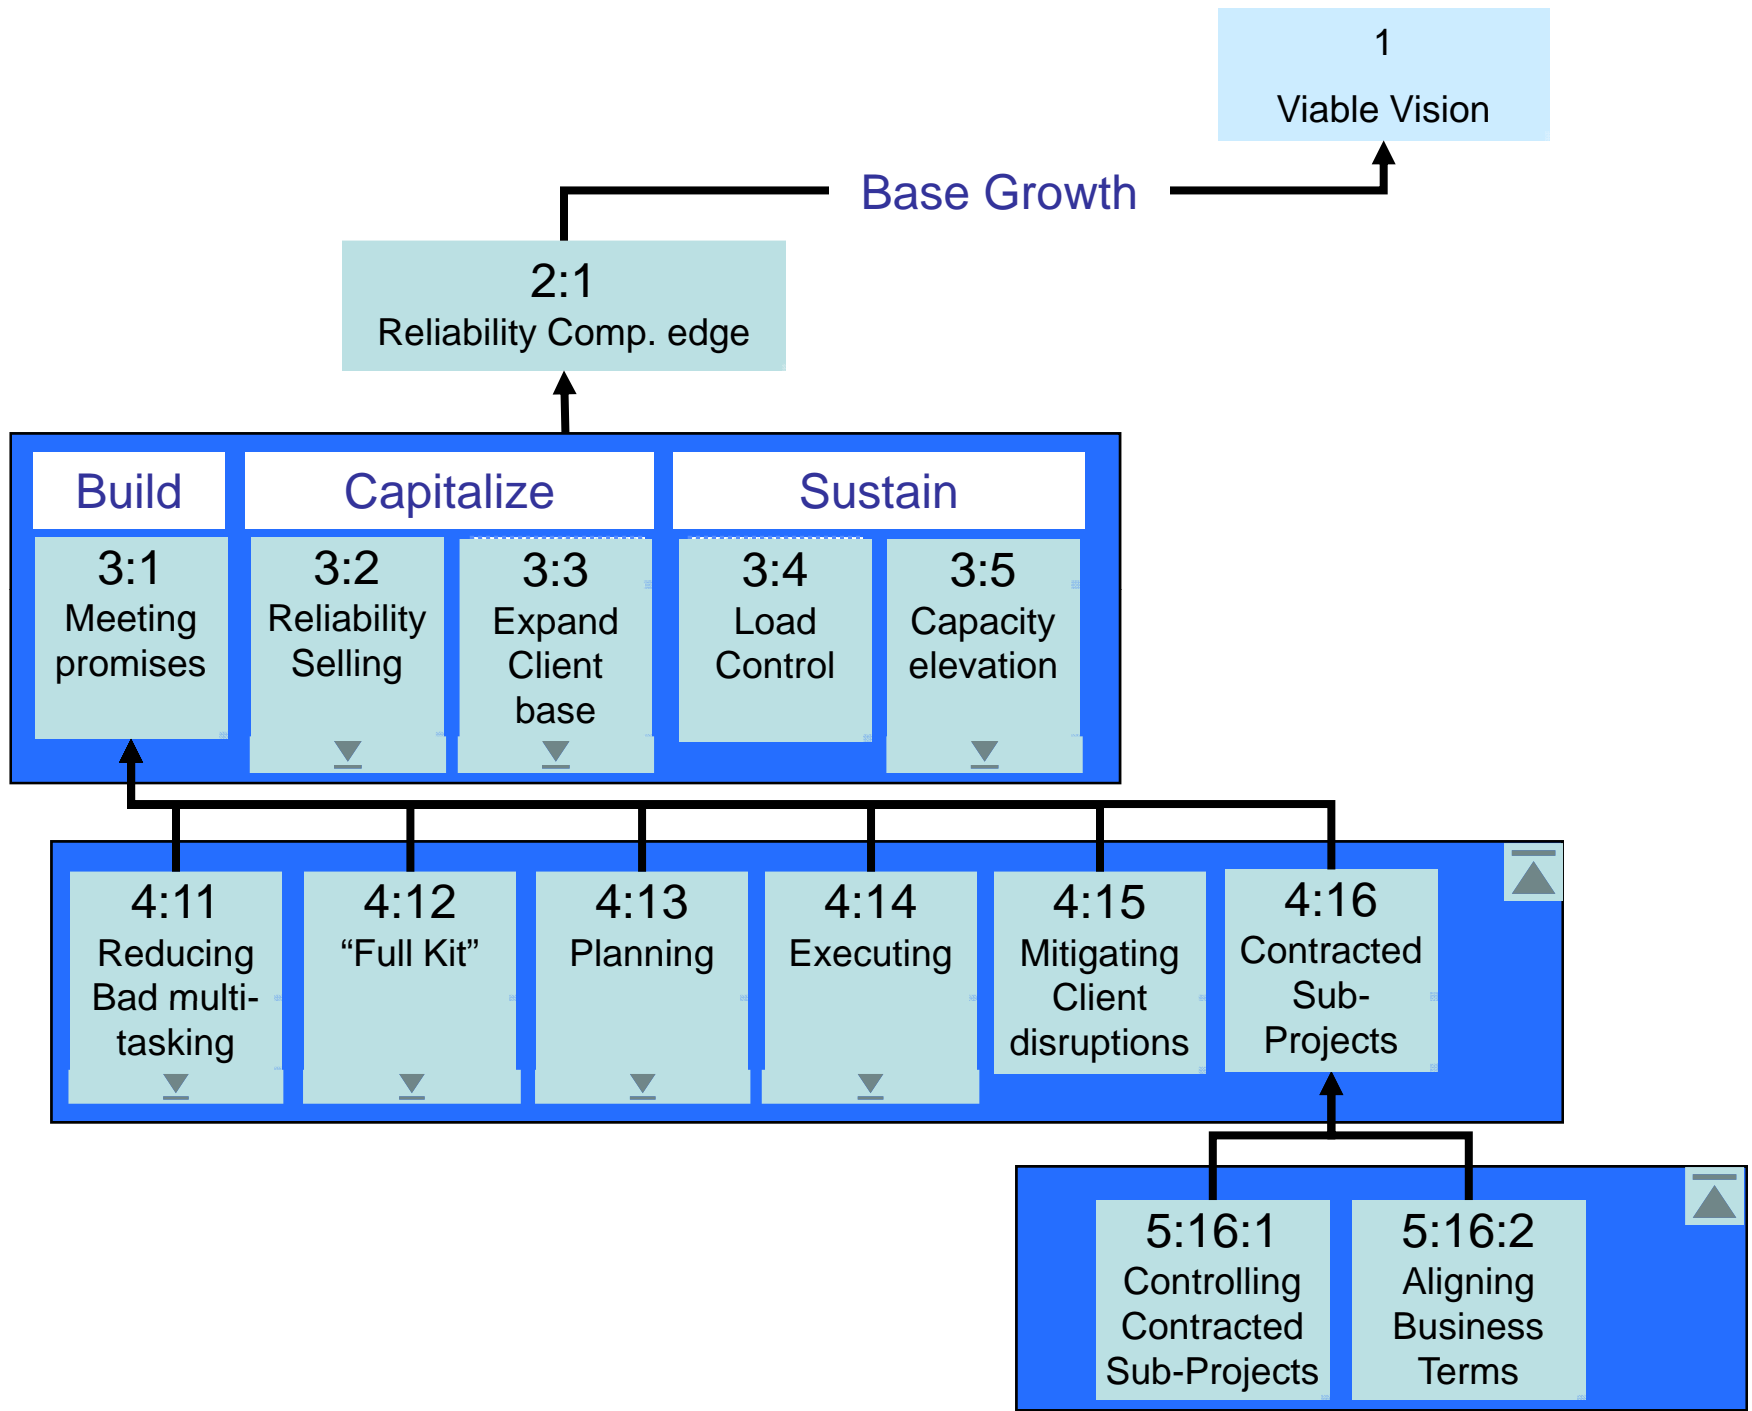 1
Viable Vision
Base Growth
2:1
Reliability Comp. edge
Build
Capitalize
Sustain
3:1
Meeting
promises
3:2
Reliability
Selling
3:3
Expand
Client
base
3:4
Load
Control
3:5
Capacity
elevation
4:11
Reducing
Bad multi-
tasking
4:12
“Full Kit”
4:13
Planning
4:14
Executing
4:15
Mitigating
Client
disruptions
4:16
Contracted
Sub-
Projects
5:16:1
Controlling
Contracted
Sub-Projects
5:16:2
Aligning
Business
Terms